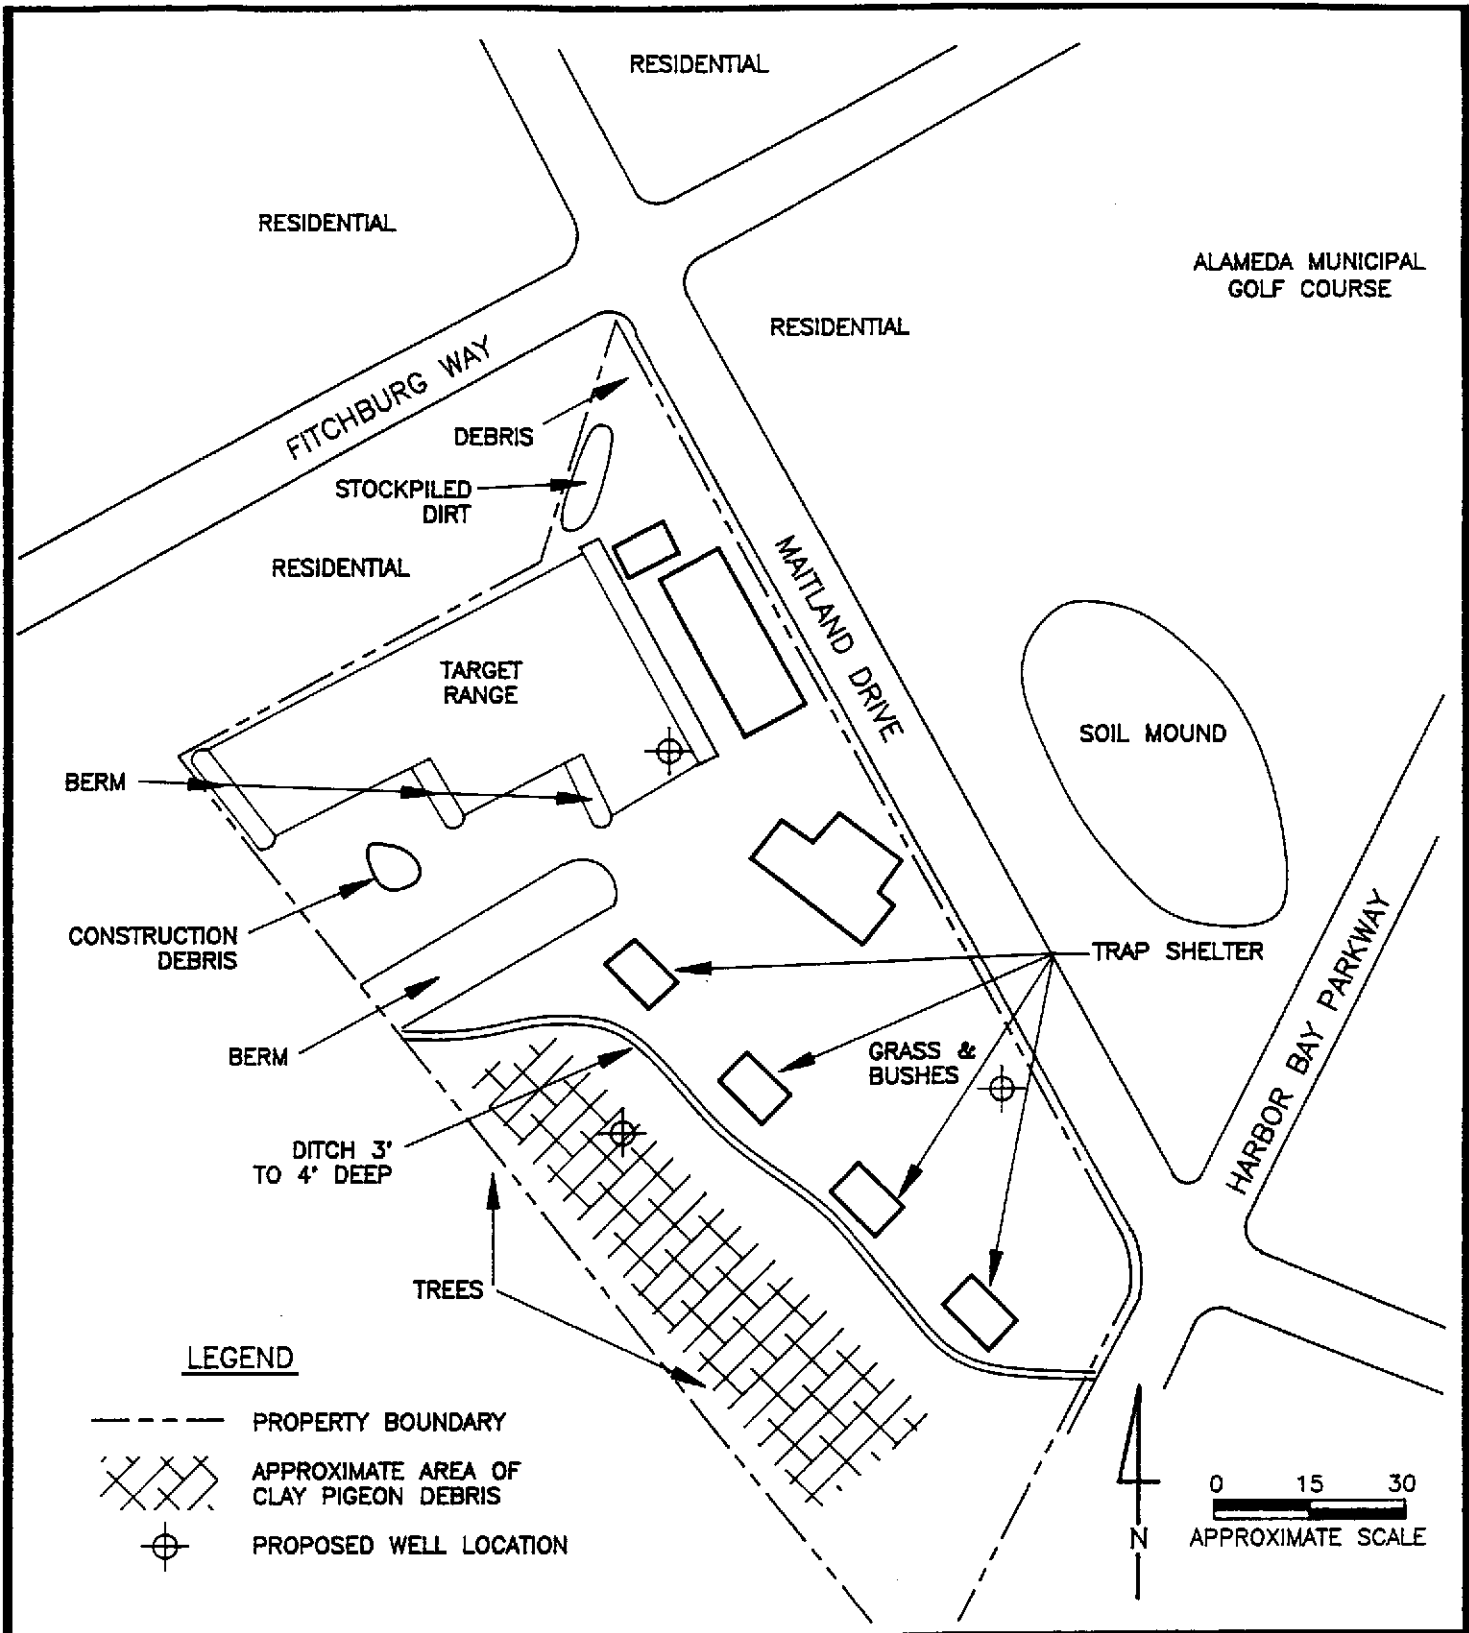 RESIDENTIAL
RESIDENTIAL
ALAMEDA MUNICIPAL
GOLF COURSE
RESIDENTIAL
FITCHBURG WAY
DEBRIS
STOCKPILED
DIRT
RESIDENTIAL
MAITLAND DRIVE
TARGET
RANGE
SOIL MOUND
BERM
CONSTRUCTION
DEBRIS
TRAP SHELTER
HARBOR BAY PARKWAY
BERM
GRASS &
BUSHES
DITCH 3'
TO 4' DEEP
TREES
LEGEND
PROPERTY BOUNDARY
APPROXIMATE AREA OF
CLAY PIGEON DEBRIS
PROPOSED WELL LOCATION
N
0 15 30
APPROXIMATE SCALE